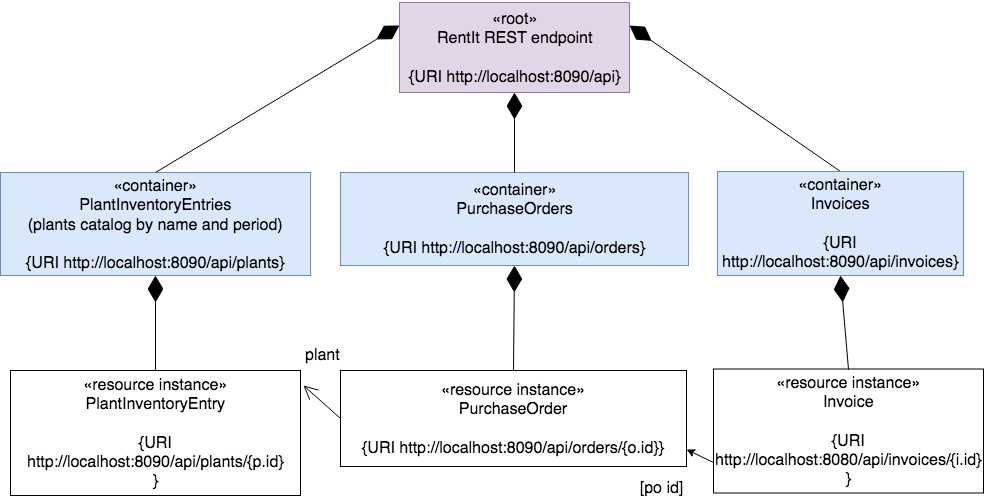 «root»
RentIt REST endpoint
{URI http://localhost:8090/api}
«container»
PlantInventoryEntries
(plants catalog by name and period)
{URI http://localhost:8090/api/plants}
«container»
PurchaseOrders
{URI http://localhost:8090/api/orders}
«container»
Invoices
{URI
http://localhost:8090/api/invoices}
plant
«resource instance»
PlantInventoryEntry
{URI
http://localhost:8090/api/plants/{p.id}
}
«resource instance»
PurchaseOrder
{URI http://localhost:8090/api/orders/{o.id}}
«resource instance»
Invoice
{URI
http://localhost:8080/api/invoices/{i.id}
}
[po id]